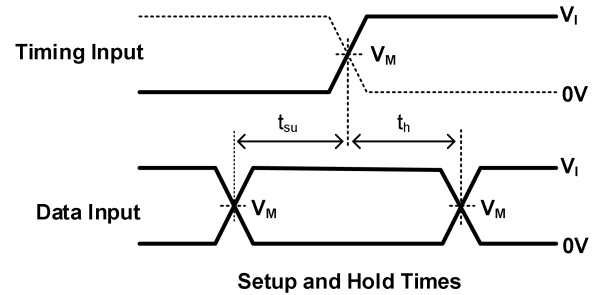 V_I
Timing Input
V_M
0V
t_su
t_h
V_I
Data Input
V_M
V_M
0V
Setup and Hold Times